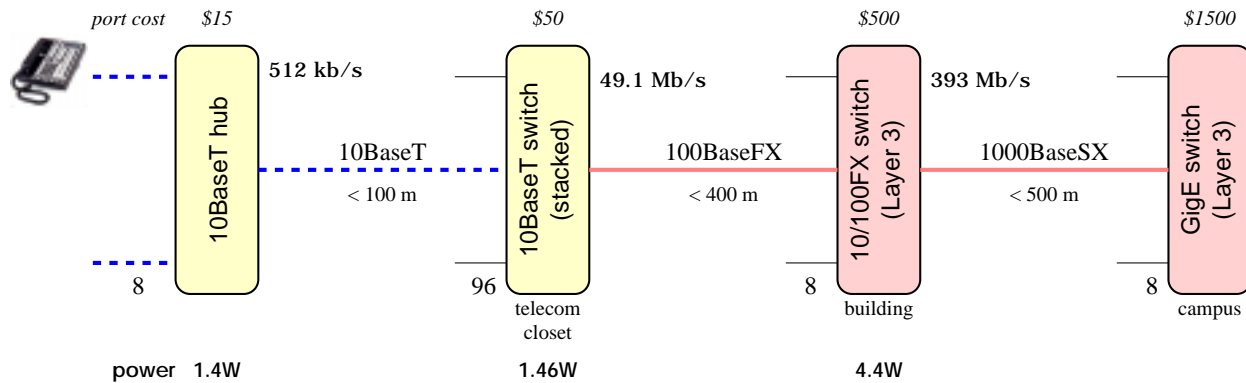 port cost $15 $50 $500 $1500
512 kb/s 49.1 Mb/s 393 Mb/s
10BaseT hub
10BaseT
< 100 m
10BaseT switch
(stacked)
100BaseFX
< 400 m
10/100FX switch
(Layer 3)
1000BaseSX
< 500 m
GigE switch
(Layer 3)
8 96 8 8
telecom
closet
building
campus
power 1.4W 1.46W 4.4W